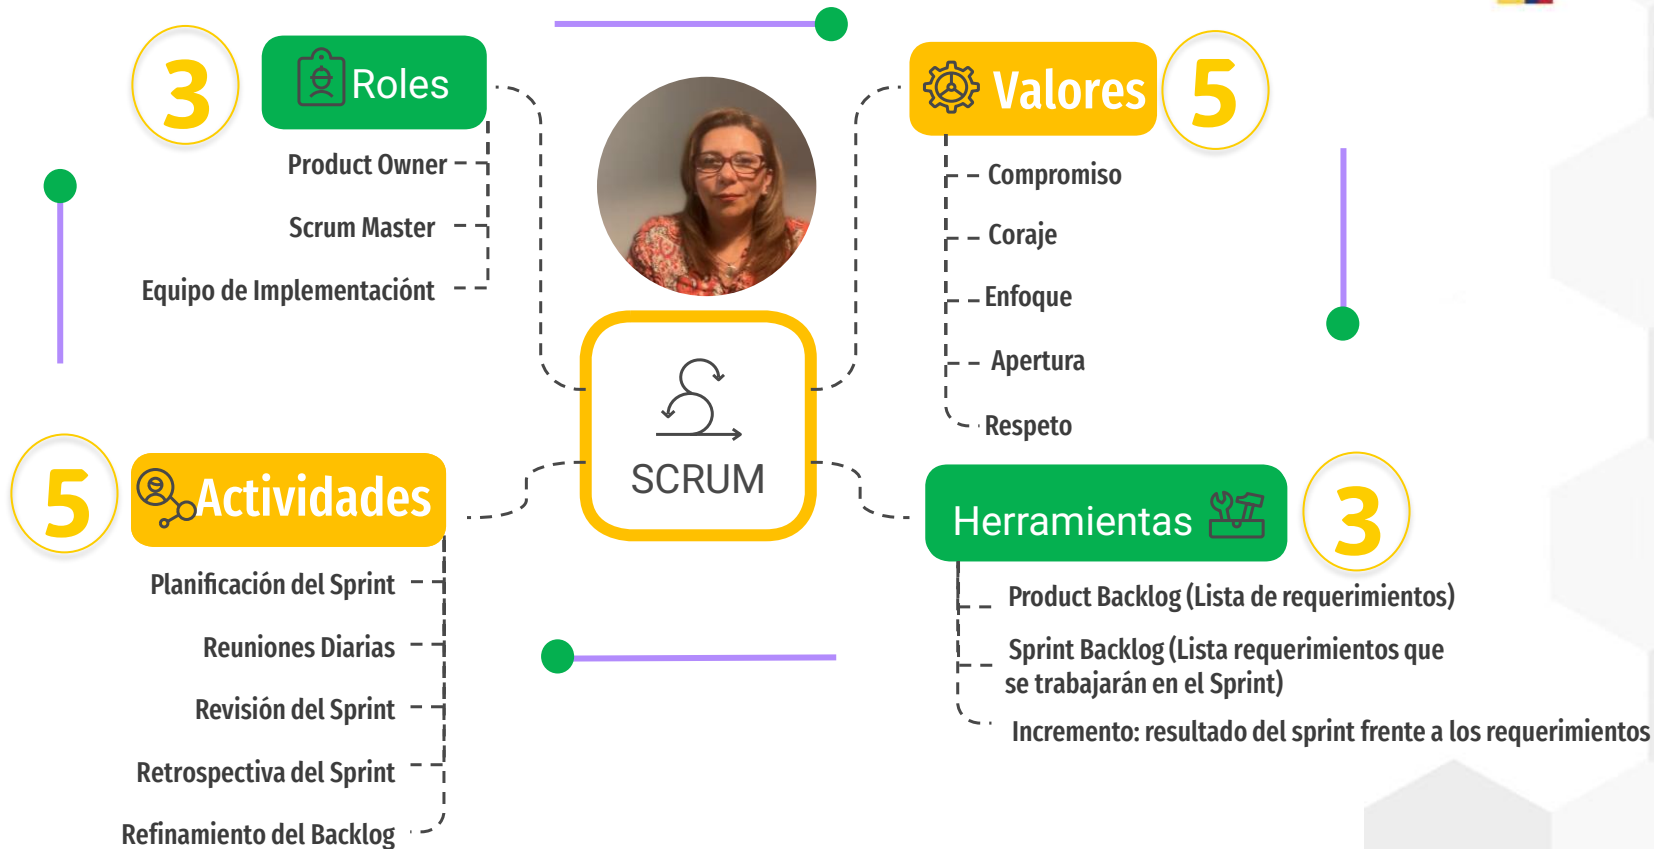 3
Roles
Product Owner
Scrum Master
Equipo de Implementaciónt
Valores
5
Compromiso
Coraje
Enfoque
Apertura
Respeto
SCRUM
5
Actividades
Planificación del Sprint
Reuniones Diarias
Revisión del Sprint
Retrospectiva del Sprint
Refinamiento del Backlog
Herramientas
3
Product Backlog (Lista de requerimientos)
Sprint Backlog (Lista requerimientos que
se trabajarán en el Sprint)
Incremento: resultado del sprint frente a los requerimientos